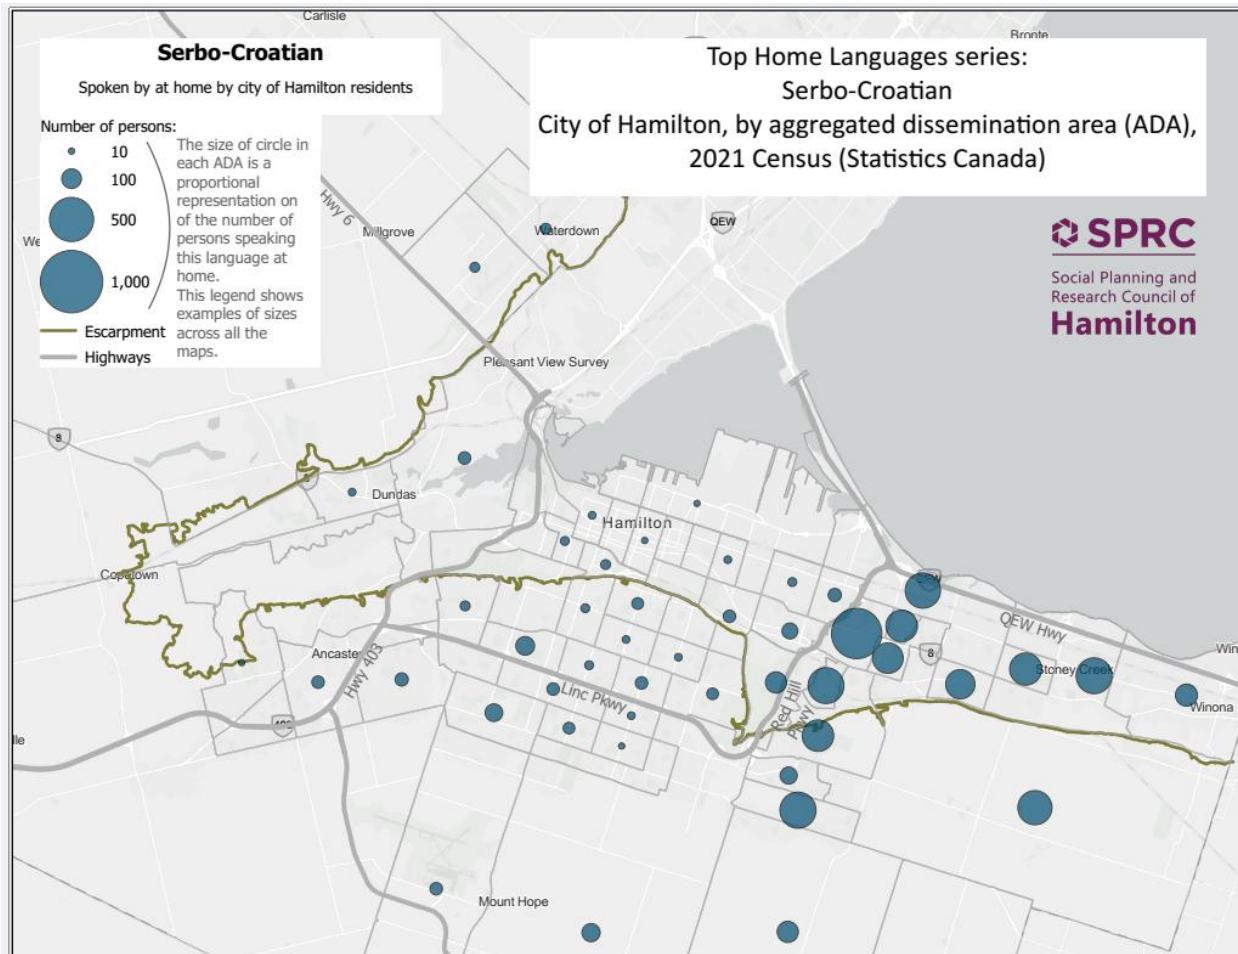 Carlisle
Bronte
Serbo-Croatian
Spoken by at home by city of Hamilton residents
Number of persons:
10
100
500
1,000
The size of circle in
each ADA is a
proportional
representation on
of the number of
persons speaking
this language at
home.
This legend shows
examples of sizes
across all the
maps.
Escarpment
Highways
Top Home Languages series:
Serbo-Croatian
City of Hamilton, by aggregated dissemination area (ADA),
2021 Census (Statistics Canada)
SPRC
Social Planning and
Research Council of
Hamilton
Hwy 6
QEW
We
Millgrove
Waterdown
Pleasant View Survey
8
Dundas
Hamilton
Copetown
QEW Hwy
8
Win
Ancaster
Hwy 403
Stoney Creek
Linc Pkwy
Red Hill
Pkwy
Winona
403
lle
Mount Hope